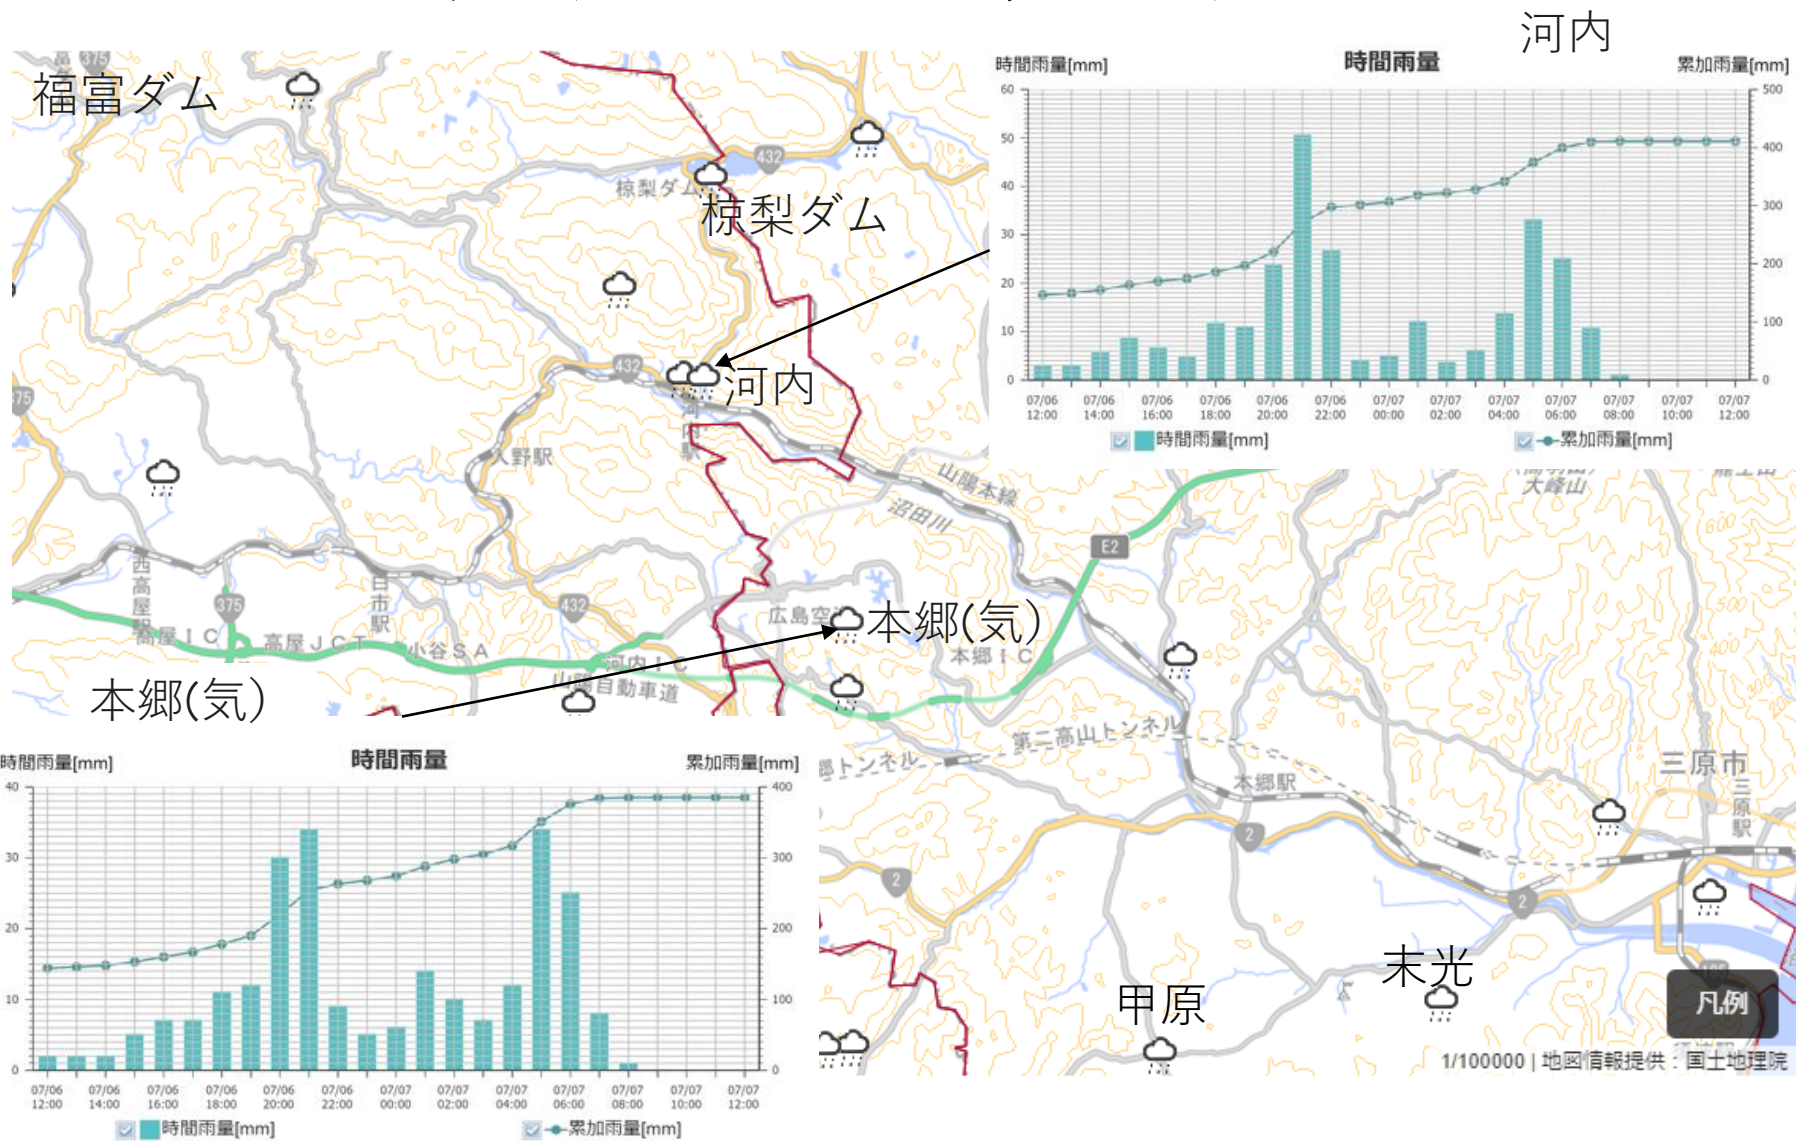 河内
福富ダム
375
432
椋梨ダム
椋梨ダム
時間雨量[mm]
時間雨量
累加雨量[mm]
60
50
40
30
20
10
0
500
400
300
200
100
0
07/06 07/06 07/06 07/06 07/06 07/06 07/07 07/07 07/07 07/07 07/07 07/07 07/07
12:00 14:00 16:00 18:00 20:00 22:00 00:00 02:00 04:00 06:00 08:00 10:00 12:00
時間雨量[mm]
累加雨量[mm]
432
河内
河内駅
入野駅
375
山陽本線
沼田川
大峰山
600
500
400
E2
西高屋駅
375
432
高屋IC
高屋JCT
小谷SA
河内IC
山陽自動車道
本郷(気)
本郷IC
本郷(気)
第二高山トンネル
トンネル
本郷駅
三原市
三原駅
2
2
2
末光
甲原
凡例
1/100000 | 地図情報提供：国土地理院
時間雨量[mm]
時間雨量
累加雨量[mm]
40
30
20
10
0
400
300
200
100
0
07/06 07/06 07/06 07/06 07/06 07/06 07/07 07/07 07/07 07/07 07/07 07/07 07/07
12:00 14:00 16:00 18:00 20:00 22:00 00:00 02:00 04:00 06:00 08:00 10:00 12:00
時間雨量[mm]
累加雨量[mm]